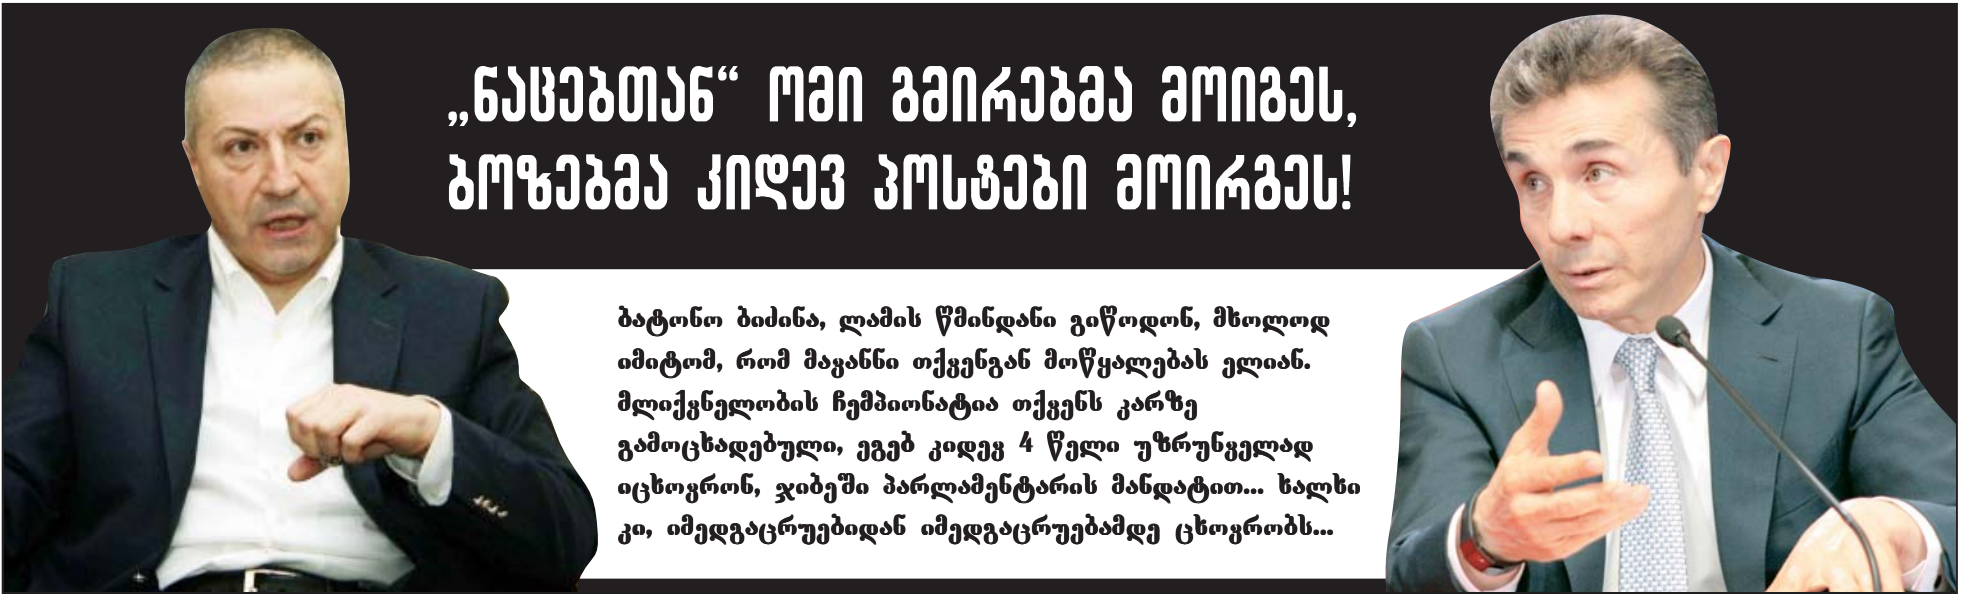 „ნაცებთან“ ომი გმირებმა მოიგეს,
ბოზებმა კიდევ პოსტები მოირგეს!
ბატონო ბიძინა, ლამის წმინდანი გიწოდონ, მხოლოდ
იმიტომ, რომ მავანნი თქვენგან მოწყალებას ელიან.
მლიქვნელობის ჩემპიონატია თქვენს კარზე
გამოცხადებული, ეგებ კიდევ 4 წელი უზრუნველად
იცხოვრონ, ჯიბეში პარლამენტარის მანდატით... ხალხი
კი, იმედგაცრუებიდან იმედგაცრუებამდე ცხოვრობს...